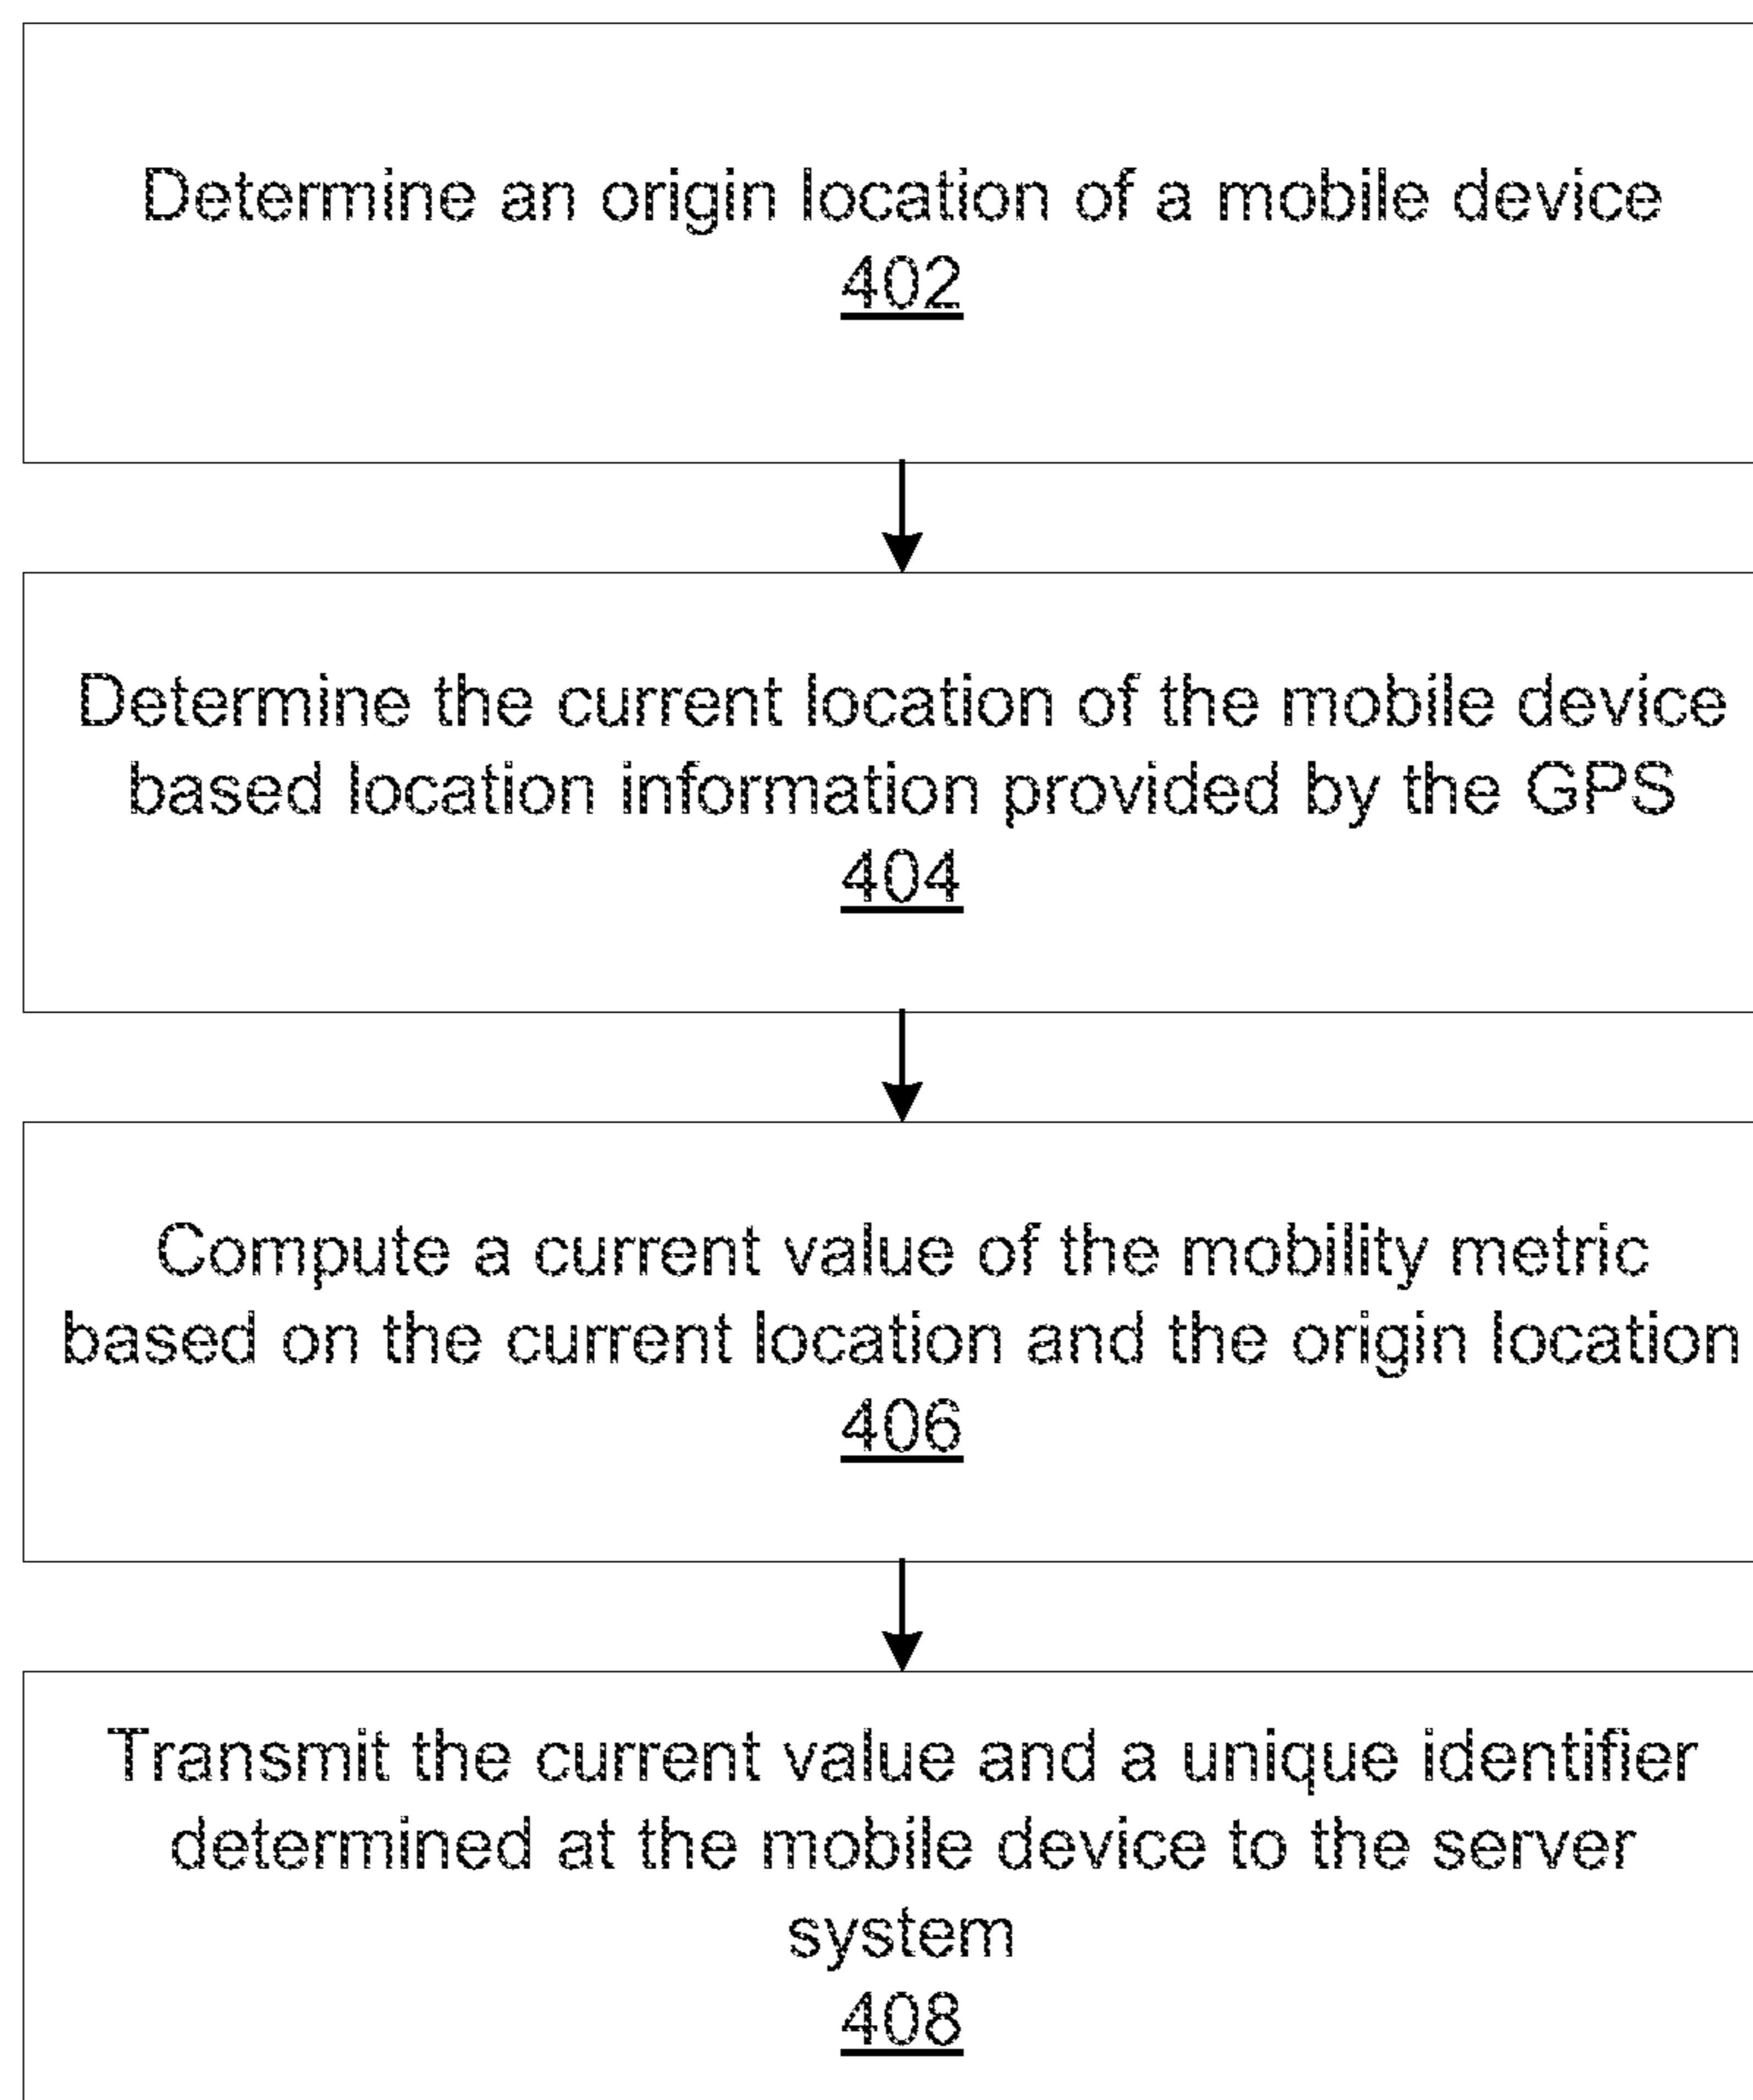 Determine an origin location of a mobile device
402
Determine the current location of the mobile device
based location information provided by the GPS
404
Compute a current value of the mobility metric
based on the current location and the origin location
406
Transmit the current value and a unique identifier
determined at the mobile device to the server
system
408